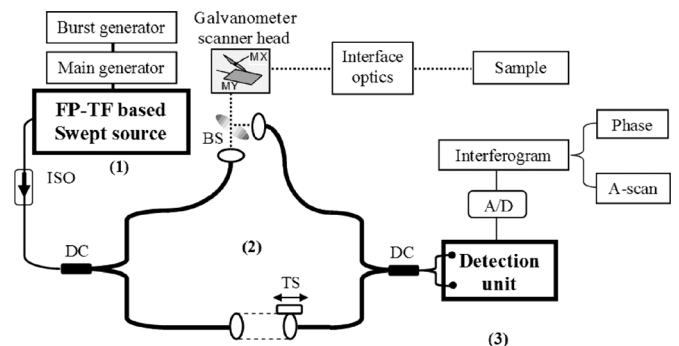 Galvanometer
scanner head
Burst generator
Main generator
MX
MY
Interface
optics
Sample
FP-TF based
Swept source
(1)
BS
ISO
Phase
Interferogram
A-scan
A/D
DC
(2)
DC
Detection
unit
TS
(3)